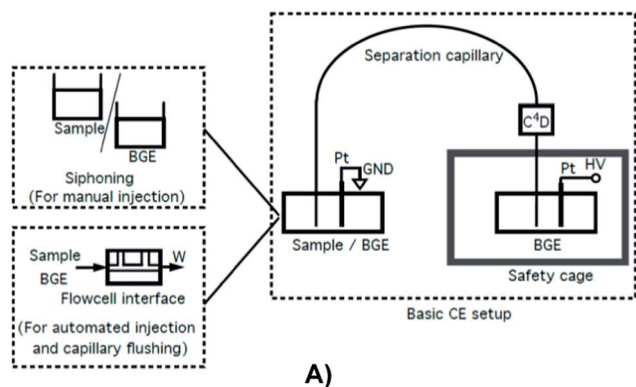 Sample
BGE
Siphoning
(For manual injection)
Sample
BGE
W
Flowcell interface
(For automated injection
and capillary flushing)
Separation capillary
C⁴D
Pt
GND
Sample / BGE
Pt
HV
BGE
Safety cage
Basic CE setup
A)